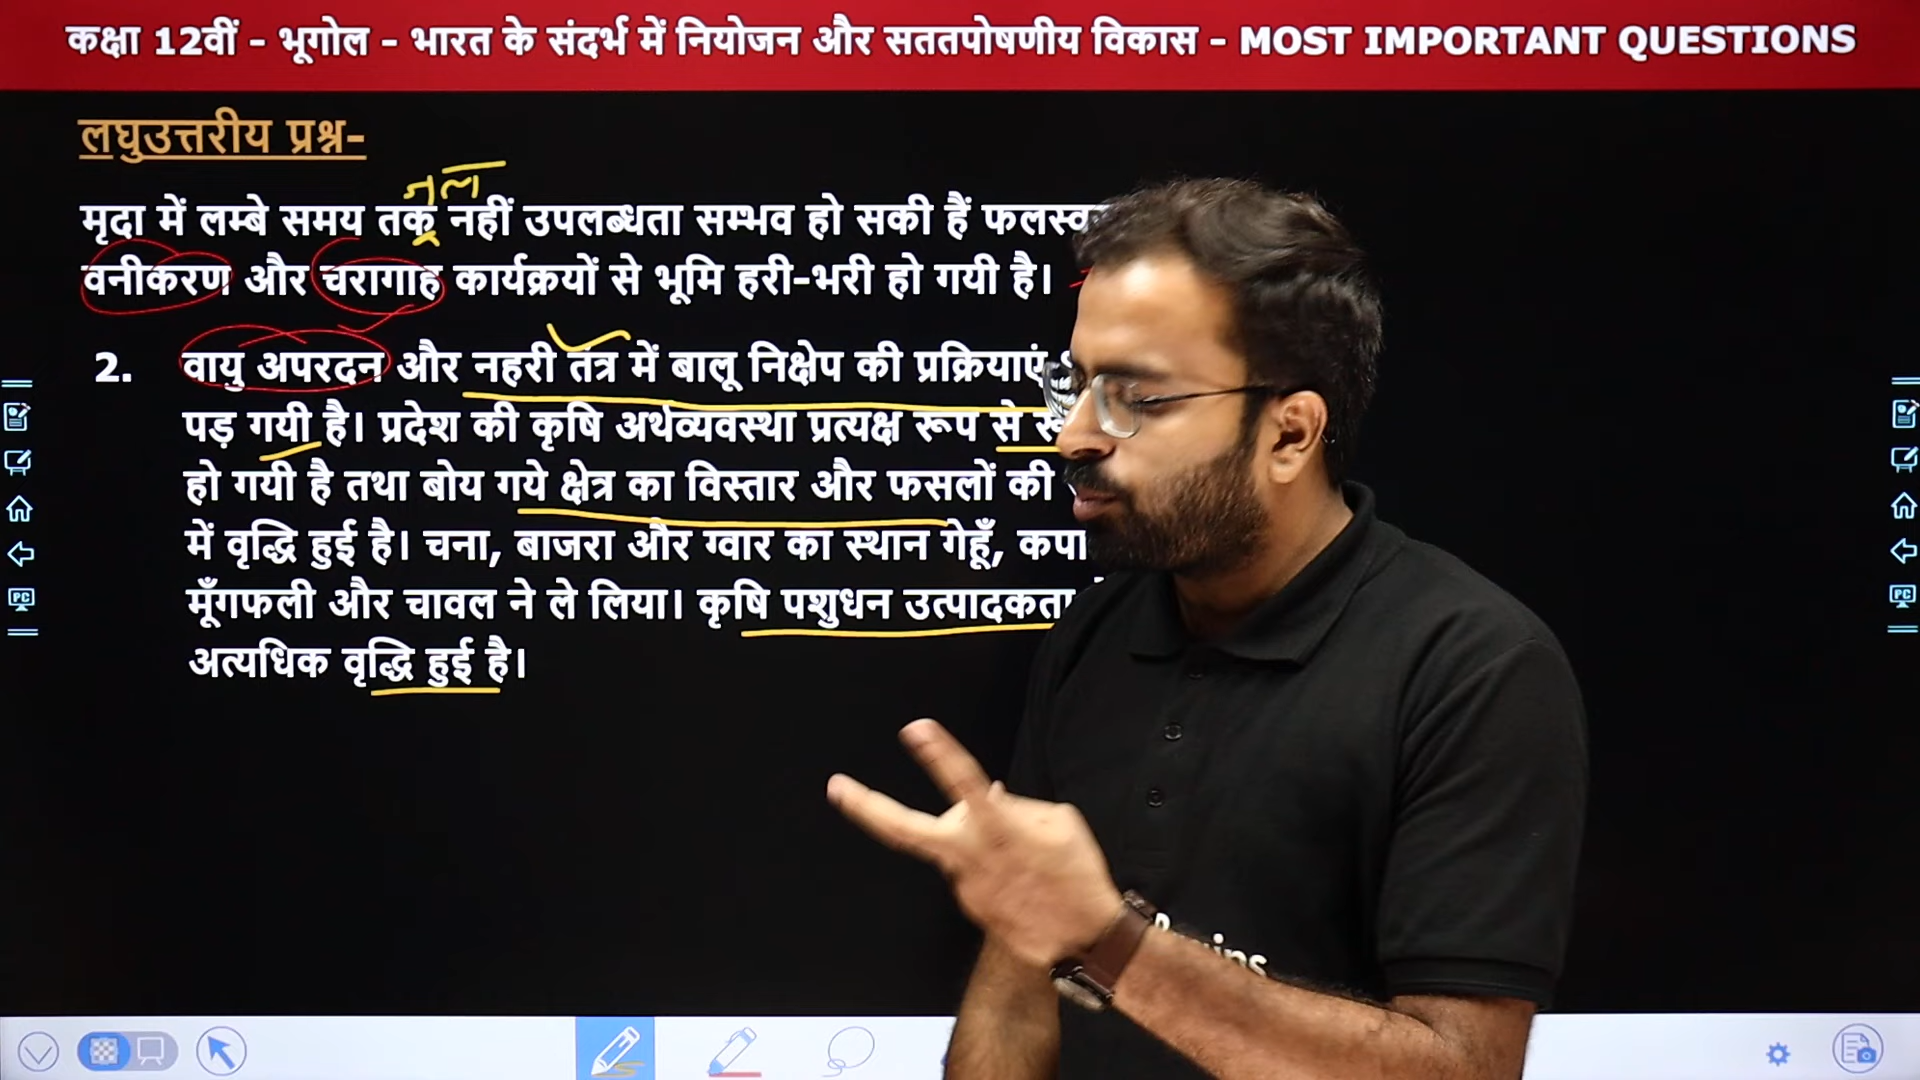 कक्षा 12वीं - भूगोल - भारत के संदर्भ में नियोजन और सततपोषणीय विकास - MOST IMPORTANT QUESTIONS
लघुउत्तरीय प्रश्न-
मृदा में लम्बे समय तक नहीं उपलब्धता सम्भव हो सकी हैं
वनीकरण और चरागाह कार्यक्रयों से भूमि हरी-भरी हो गयी है।
2. वायु अपरदन और नहरी तंत्र में बालू निक्षेप की प्रक्रियाएं
पड़ गयी है। प्रदेश की कृषि अर्थव्यवस्था प्रत्यक्ष रूप से
हो गयी है तथा बोय गये क्षेत्र का विस्तार और फसलों की
में वृद्धि हुई है। चना, बाजरा और ग्वार का स्थान गेहूँ,
मूँगफली और चावल ने ले लिया। कृषि पशुधन उत्पादकता
अत्यधिक वृद्धि हुई है।
PC
PC